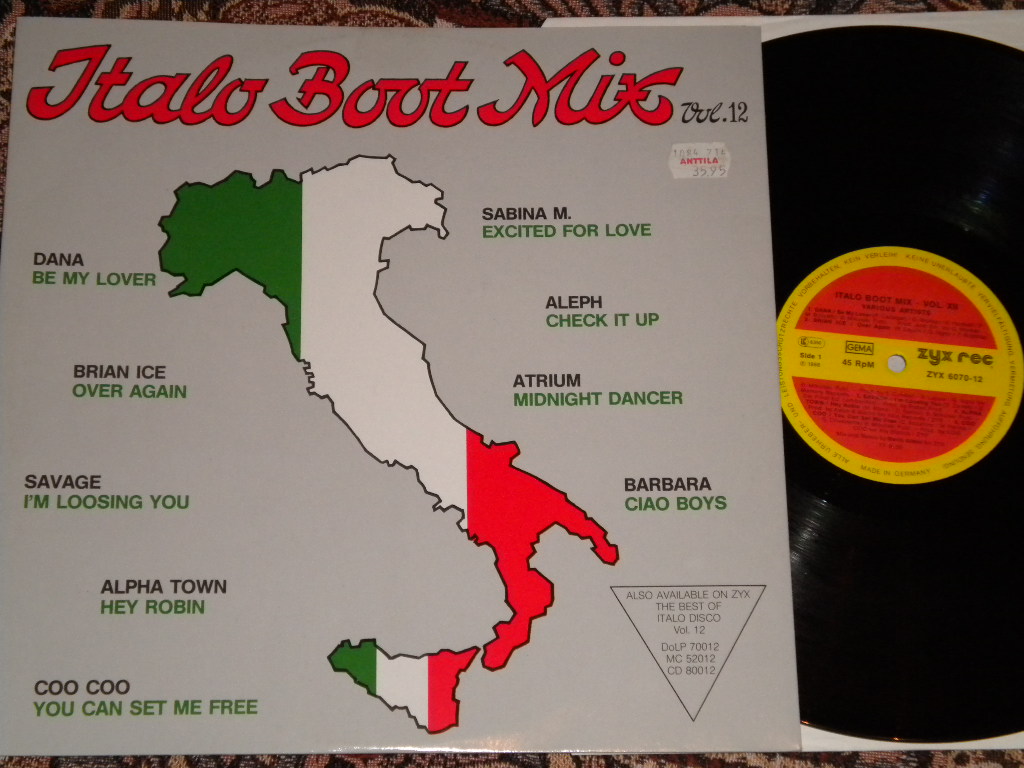 Italo Boot Mix Vol.12
1084 714
ANTTILA
3595
SABINA M.
EXCITED FOR LOVE
DANA
BE MY LOVER
ALEPH
CHECK IT UP
BRIAN ICE
OVER AGAIN
ATRIUM
MIDNIGHT DANCER
SAVAGE
I'M LOOSING YOU
BARBARA
CIAO BOYS
ALPHA TOWN
HEY ROBIN
COO COO
YOU CAN SET ME FREE
ALSO AVAILABLE ON ZYX
THE BEST OF
ITALO DISCO
Vol. 12
DoLP 70012
MC 52012
CD 80012
ITALO BOOT MIX - VOL. XII
VARIOUS ARTISTS
GEMA
zyx rec
Side 1
45 RpM
ZYX 6070-12
MADE IN GERMANY